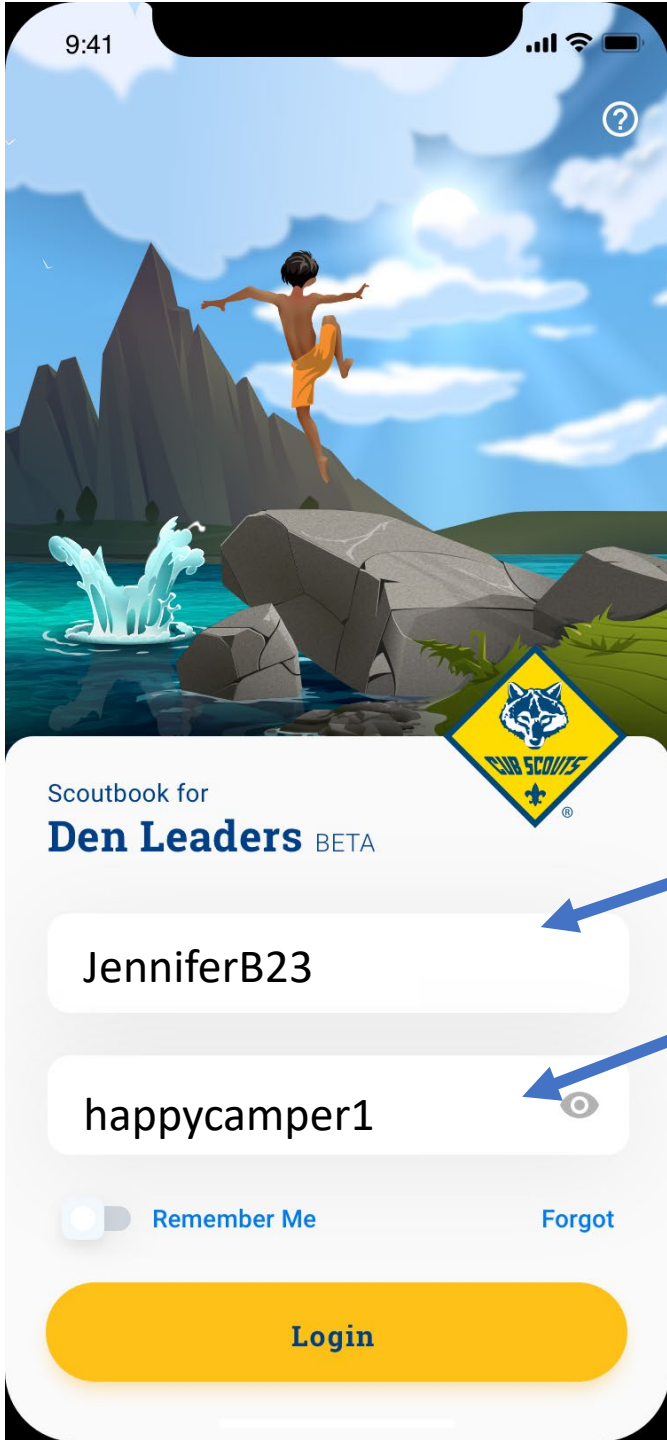 9:41
CUB SCOUTS
®
Scoutbook for
Den Leaders BETA
JenniferB23
happycamper1
Remember Me Forgot
Login